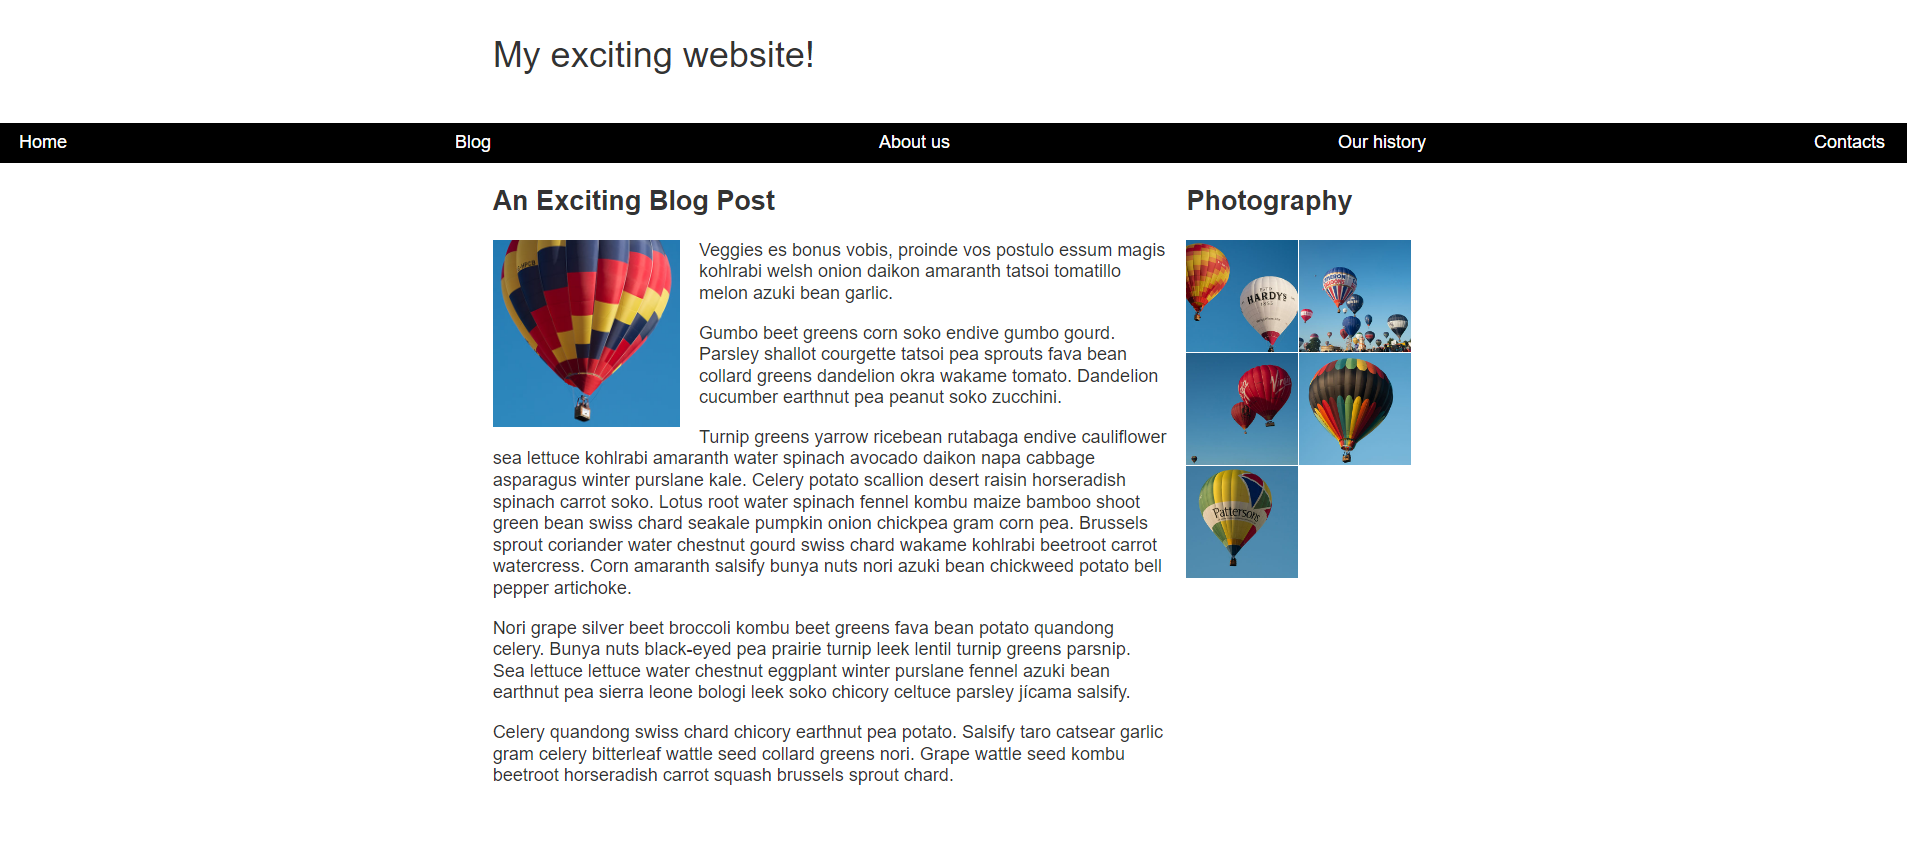 My exciting website!
Home
Blog
About us
Our history
Contacts
An Exciting Blog Post
Veggies es bonus vobis, proinde vos postulo essum magis
kohlrabi welsh onion daikon amaranth tatsoi tomatillo
melon azuki bean garlic.
Gumbo beet greens corn soko endive gumbo gourd.
Parsley shallot courgette tatsoi pea sprouts fava bean
collard greens dandelion okra wakame tomato. Dandelion
cucumber earthnut pea peanut soko zucchini.
Turnip greens yarrow ricebean rutabaga endive cauliflower
sea lettuce kohlrabi amaranth water spinach avocado daikon napa cabbage
asparagus winter purslane kale. Celery potato scallion desert raisin horseradish
spinach carrot soko. Lotus root water spinach fennel kombu maize bamboo shoot
green bean swiss chard seakale pumpkin onion chickpea gram corn pea. Brussels
sprout coriander water chestnut gourd swiss chard wakame kohlrabi beetroot carrot
watercress. Corn amaranth salsify bunya nuts nori azuki bean chickweed potato bell
pepper artichoke.
Nori grape silver beet broccoli kombu beet greens fava bean potato quandong
celery. Bunya nuts black-eyed pea prairie turnip leek lentil turnip greens parsnip.
Sea lettuce lettuce water chestnut eggplant winter purslane fennel azuki bean
earthnut pea sierra leone bologi leek soko chicory celtuce parsley jícama salsify.
Celery quandong swiss chard chicory earthnut pea potato. Salsify taro catsear garlic
gram celery bitterleaf wattle seed collard greens nori. Grape wattle seed kombu
beetroot horseradish carrot squash brussels sprout chard.
Photography
HARDYS
Pattersons